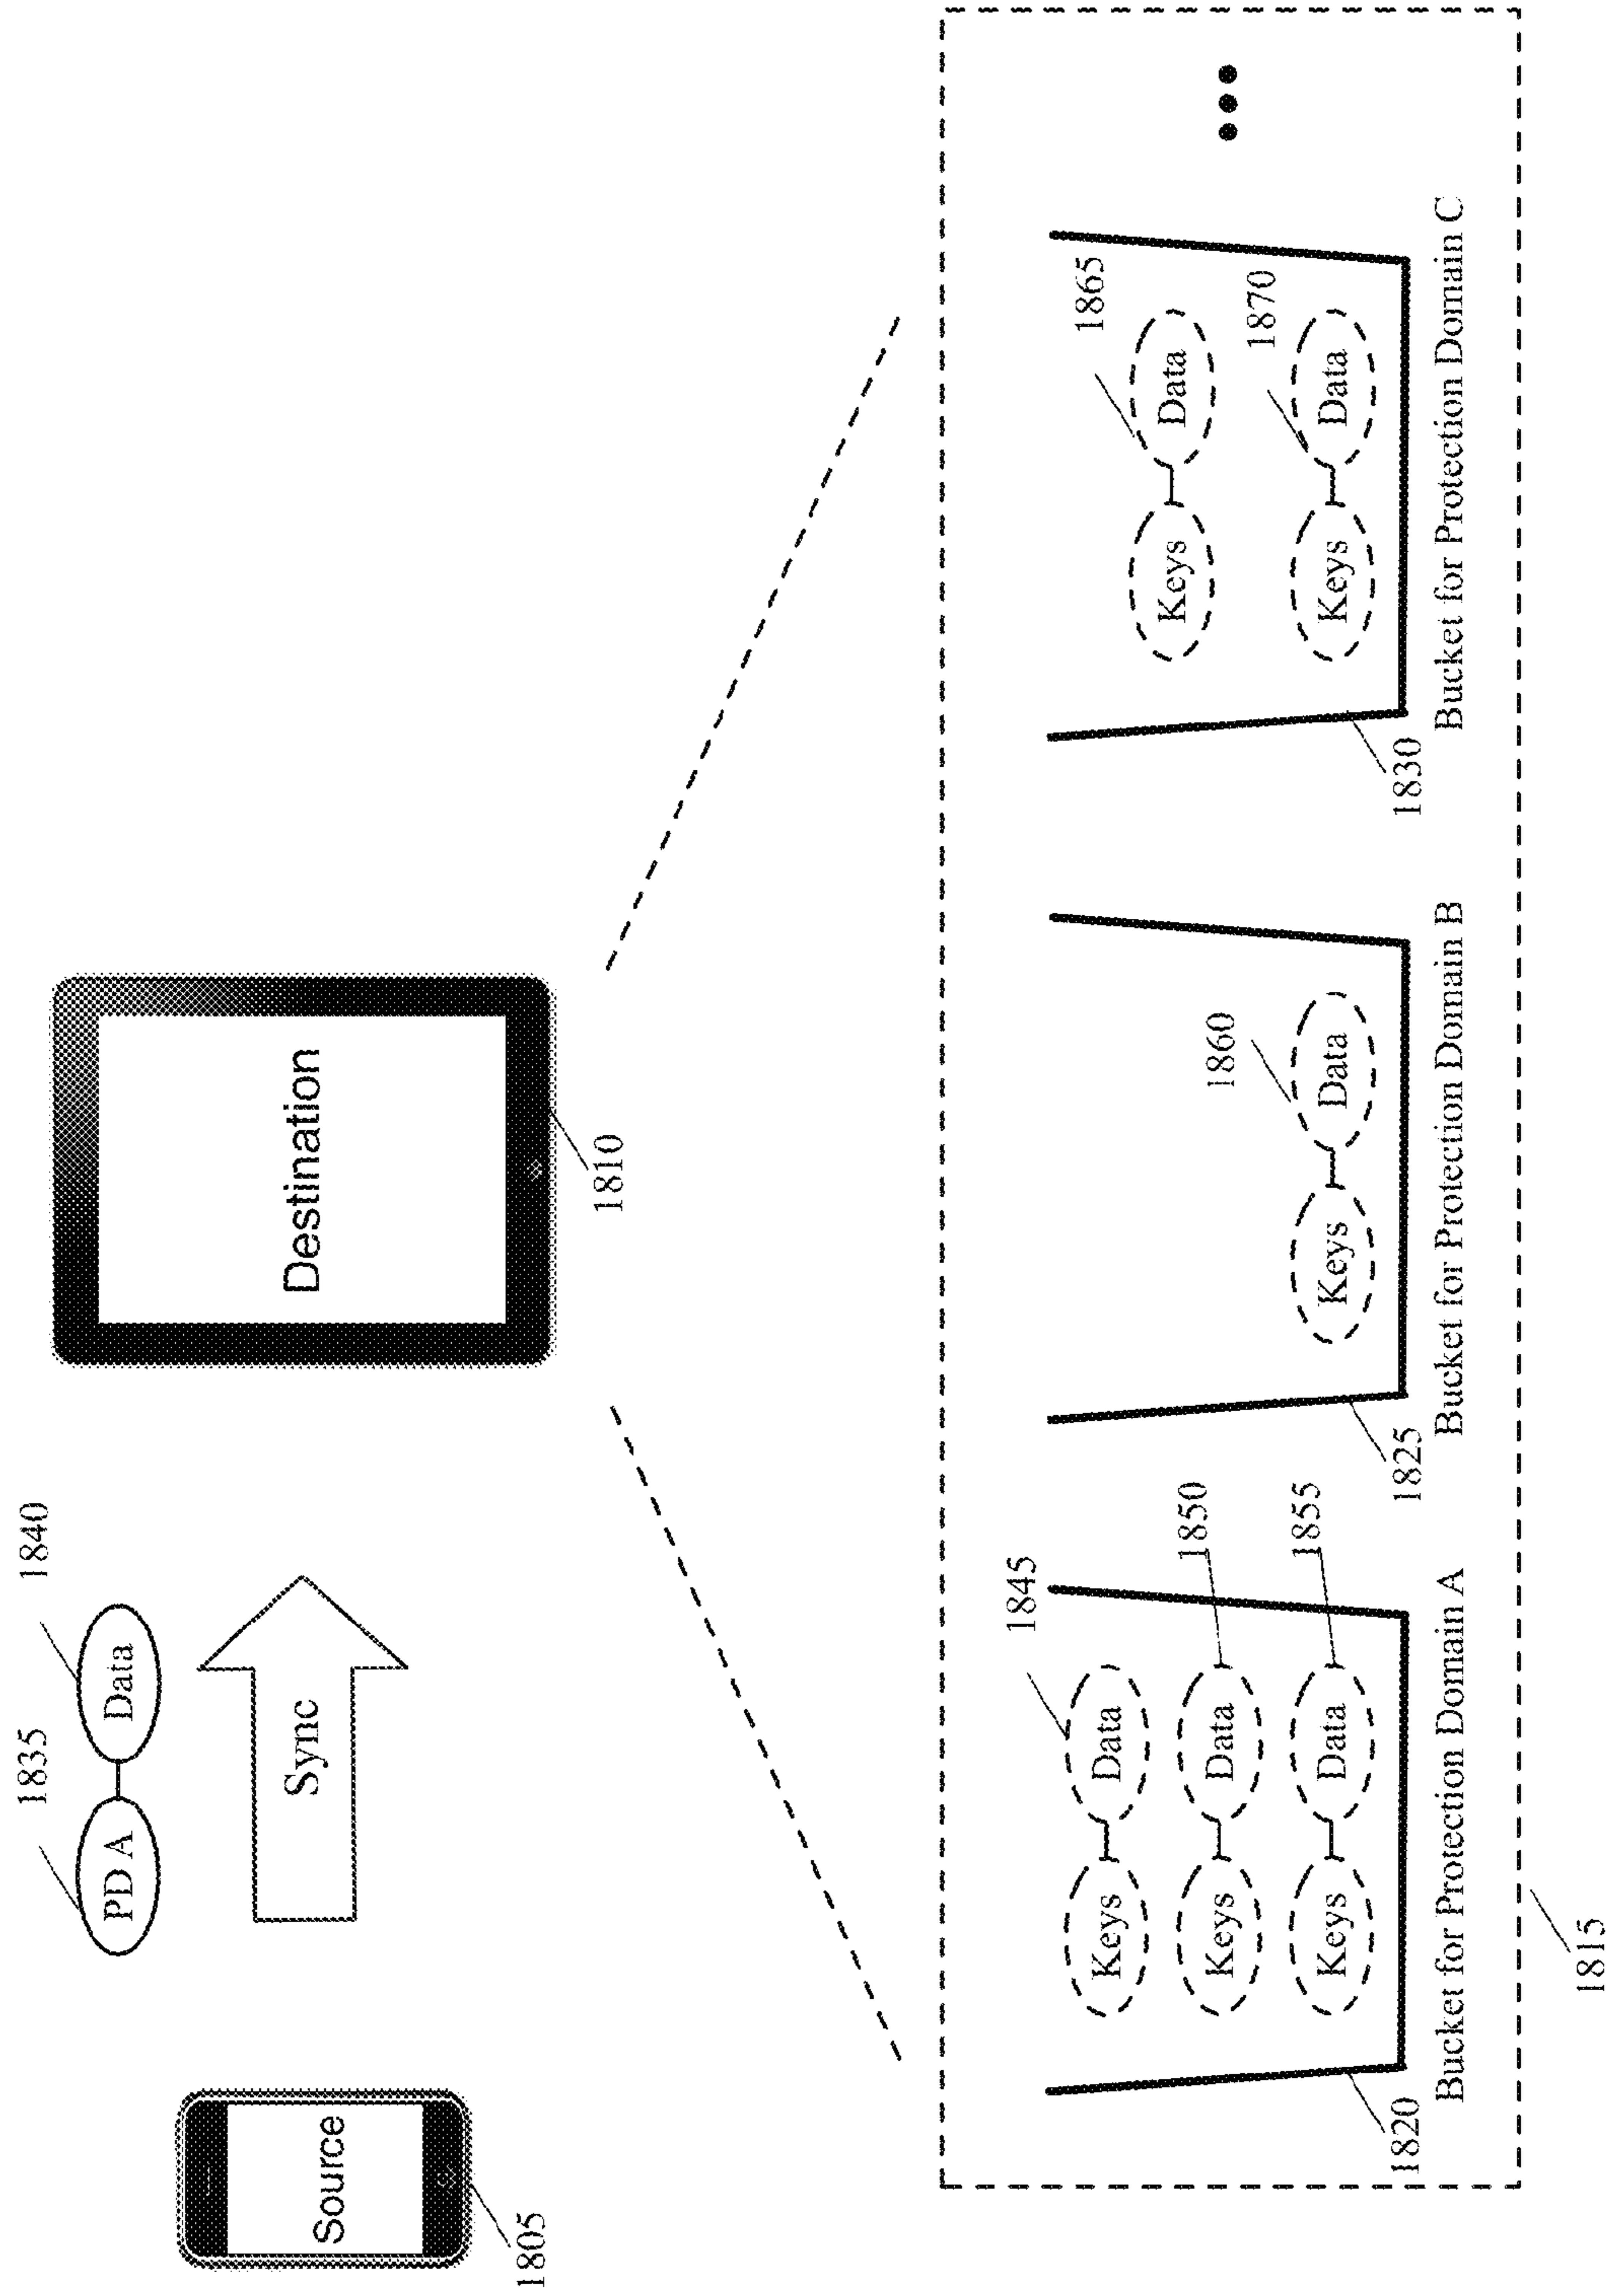 1835
1840
PD A
Data
Sync
Source
1805
Destination
1810
1845
Keys
Data
1850
Keys
Data
1855
Keys
Data
1820
Bucket for Protection Domain A
1860
Keys
Data
1825
Bucket for Protection Domain B
1865
Keys
Data
1870
Keys
Data
1830
Bucket for Protection Domain C
1815